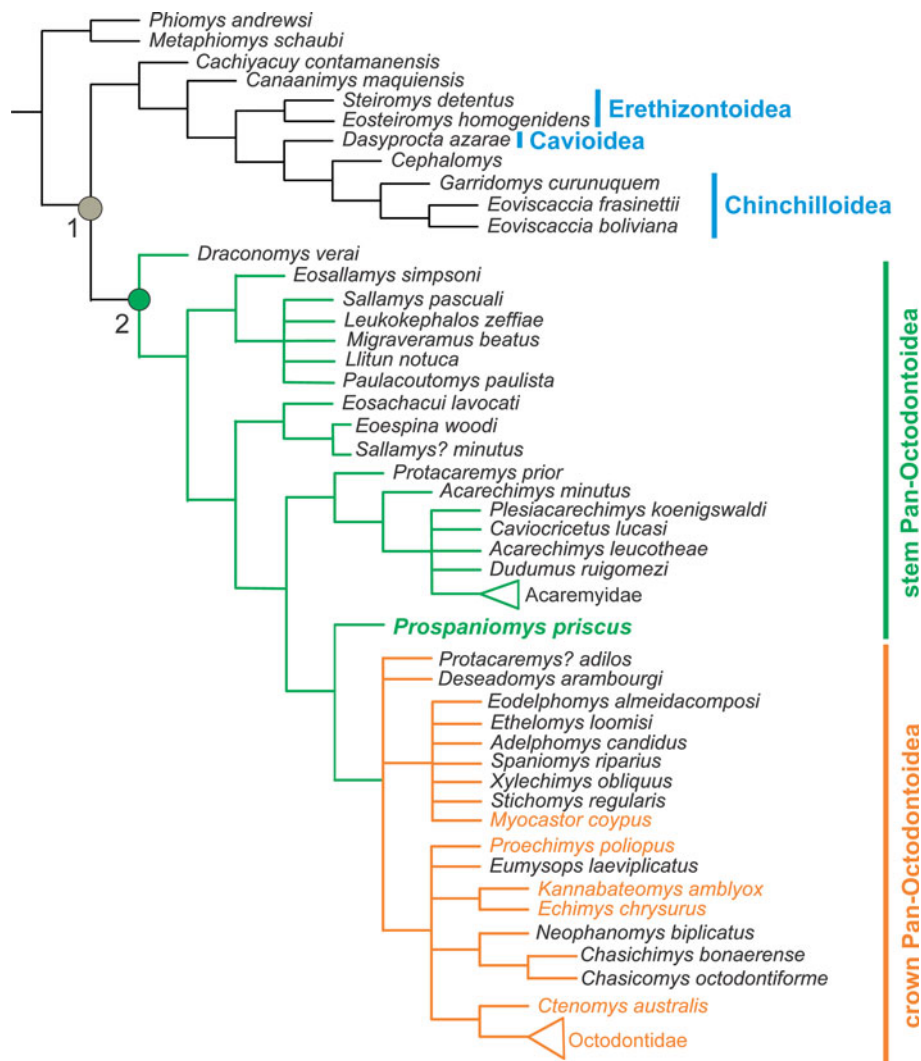 Phiomys andrewsi
Metaphiomys schaubi
Cachiyacuy contamanensis
Canaanimys maquiensis
Steiromys detentus
Eosteiromys homogenidens
Erethizontoidea
Dasyprocta azarae
Cavioidea
Cephalomys
Garridomys curunuquem
Eoviscaccia frasinettii
Eoviscaccia boliviana
Chinchilloidea
1
Draconomys verai
2
Eosallamys simpsoni
Sallamys pascuali
Leukokephalos zeffiae
Migraveramus beatus
Llitun notuca
Paulacoutomys paulista
Eosachacui lavocati
Eoespina woodi
Sallamys? minutus
Protacaremys prior
Acarechimys minutus
Plesiacarechimys koenigswaldi
Caviocricetus lucasi
Acarechimys leucotheae
Dudumus ruigomezi
Acaremyidae
Prospaniomys priscus
stem Pan-Octodontoidea
Protacaremys? adilos
Deseadomys arambourgi
Eodelphomys almeidacomposi
Ethelomys loomisi
Adelphomys candidus
Spaniomys riparius
Xylechimys obliquus
Stichomys regularis
Myocastor coypus
Proechimys poliopus
Eumysops laeviplicatus
Kannabateomys amblyox
Echimys chrysurus
Neophanomys biplicatus
Chasichimys bonaerense
Chasicomys octodontiforme
Ctenomys australis
Octodontidae
crown Pan-Octodontoidea